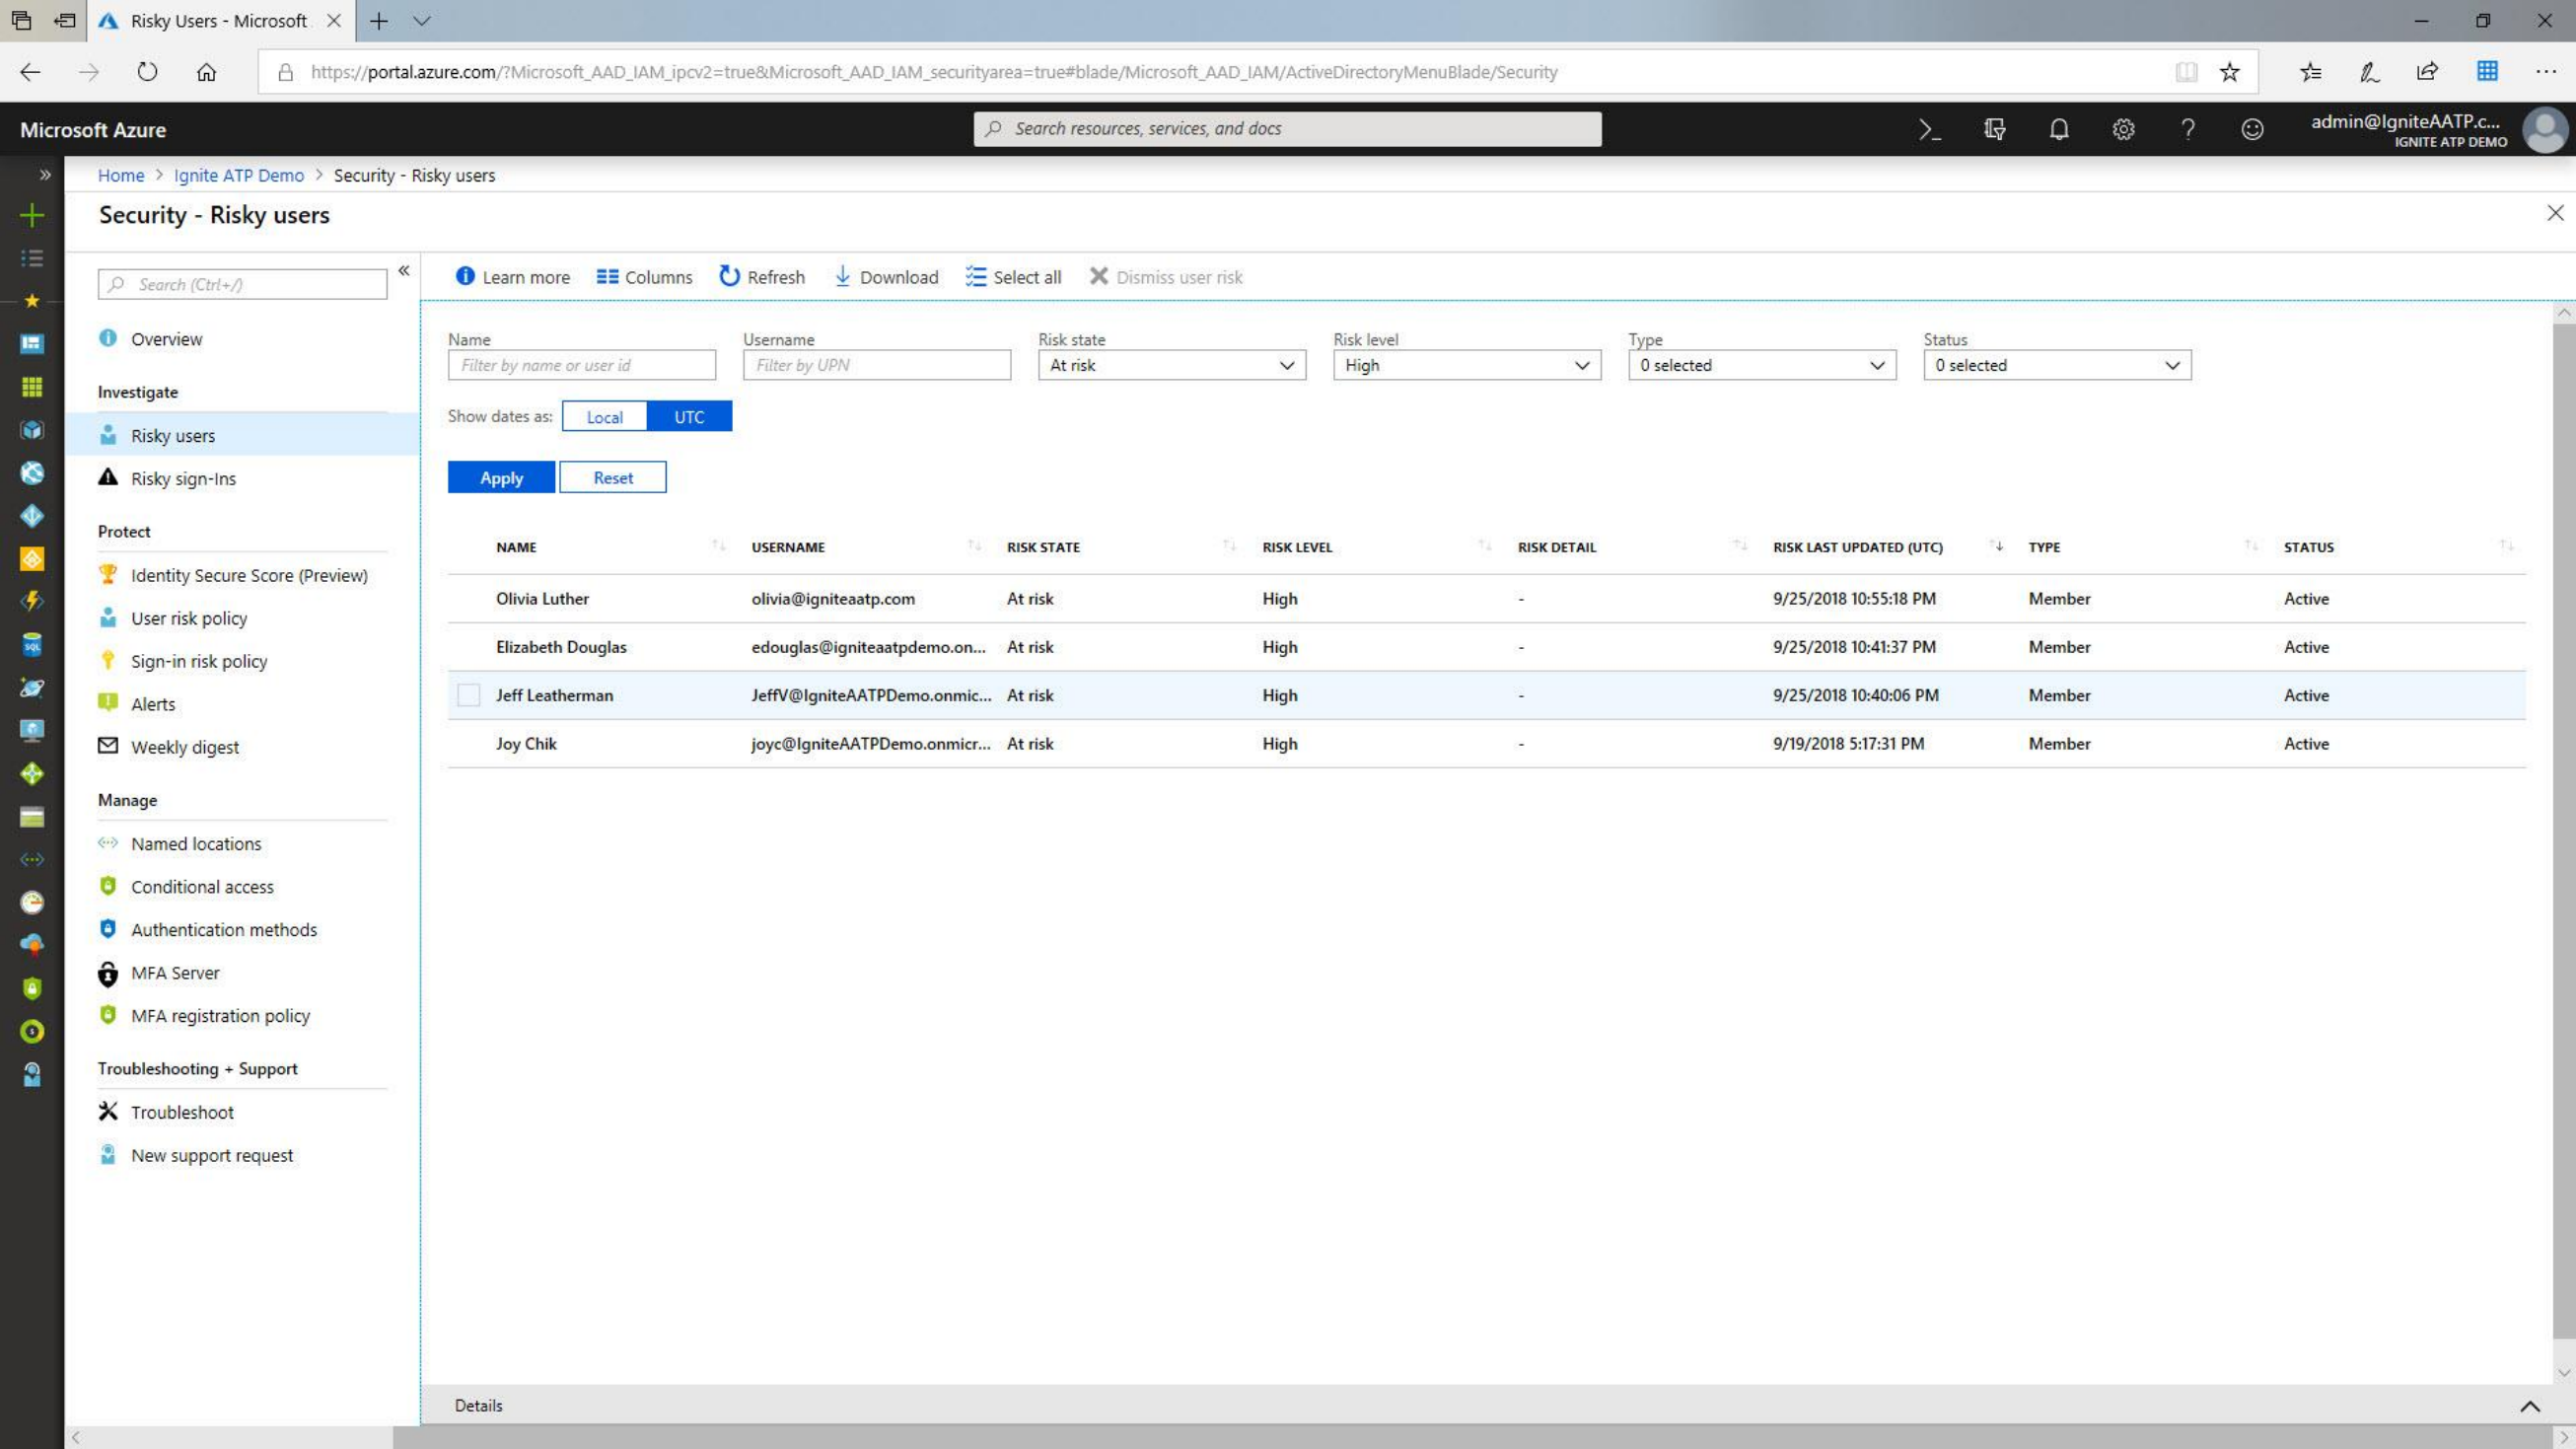 Risky Users - Microsoft
https://portal.azure.com/?Microsoft_AAD_IAM_ipcv2=true&Microsoft_AAD_IAM_securityarea=true#blade/Microsoft_AAD_IAM/ActiveDirectoryMenuBlade/Security
Microsoft Azure
Search resources, services, and docs
admin@IgniteAATP.c...
IGNITE ATP DEMO
Home > Ignite ATP Demo > Security - Risky users
Security - Risky users
Search (Ctrl+/)
Overview
Investigate
Risky users
Risky sign-Ins
Protect
Identity Secure Score (Preview)
User risk policy
Sign-in risk policy
Alerts
Weekly digest
Manage
Named locations
Conditional access
Authentication methods
MFA Server
MFA registration policy
Troubleshooting + Support
Troubleshoot
New support request
Learn more Columns Refresh Download Select all Dismiss user risk
Name Username Risk state Risk level Type Status
Filter by name or user id Filter by UPN At risk High 0 selected 0 selected
Show dates as: Local UTC
Apply Reset
NAME USERNAME RISK STATE RISK LEVEL RISK DETAIL RISK LAST UPDATED (UTC) TYPE STATUS
Olivia Luther olivia@igniteaatp.com At risk High - 9/25/2018 10:55:18 PM Member Active
Elizabeth Douglas edouglas@igniteaatpdemo.on... At risk High - 9/25/2018 10:41:37 PM Member Active
Jeff Leatherman JeffV@IgniteAATPDemo.onmic... At risk High - 9/25/2018 10:40:06 PM Member Active
Joy Chik joyc@IgniteAATPDemo.onmicr... At risk High - 9/19/2018 5:17:31 PM Member Active
Details